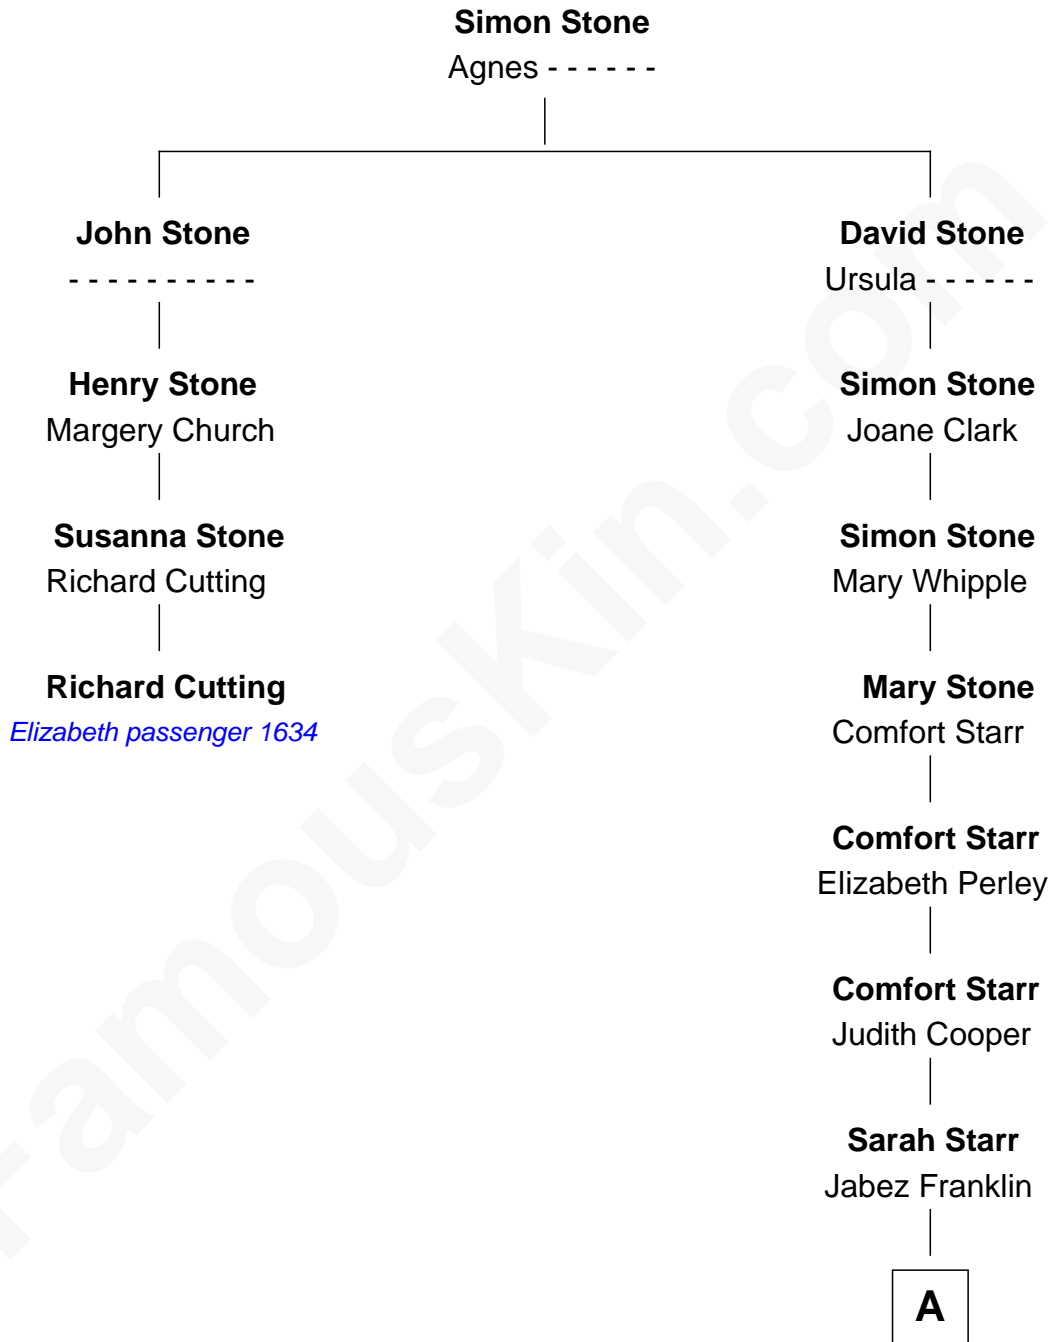 Simon Stone
Agnes - - - - - -
John Stone
- - - - - - - - - -
Henry Stone
Margery Church
Susanna Stone
Richard Cutting
Richard Cutting
Elizabeth passenger 1634
David Stone
Ursula - - - - - -
Simon Stone
Joane Clark
Simon Stone
Mary Whipple
Mary Stone
Comfort Starr
Comfort Starr
Elizabeth Perley
Comfort Starr
Judith Cooper
Sarah Starr
Jabez Franklin
A
FamousKin.com